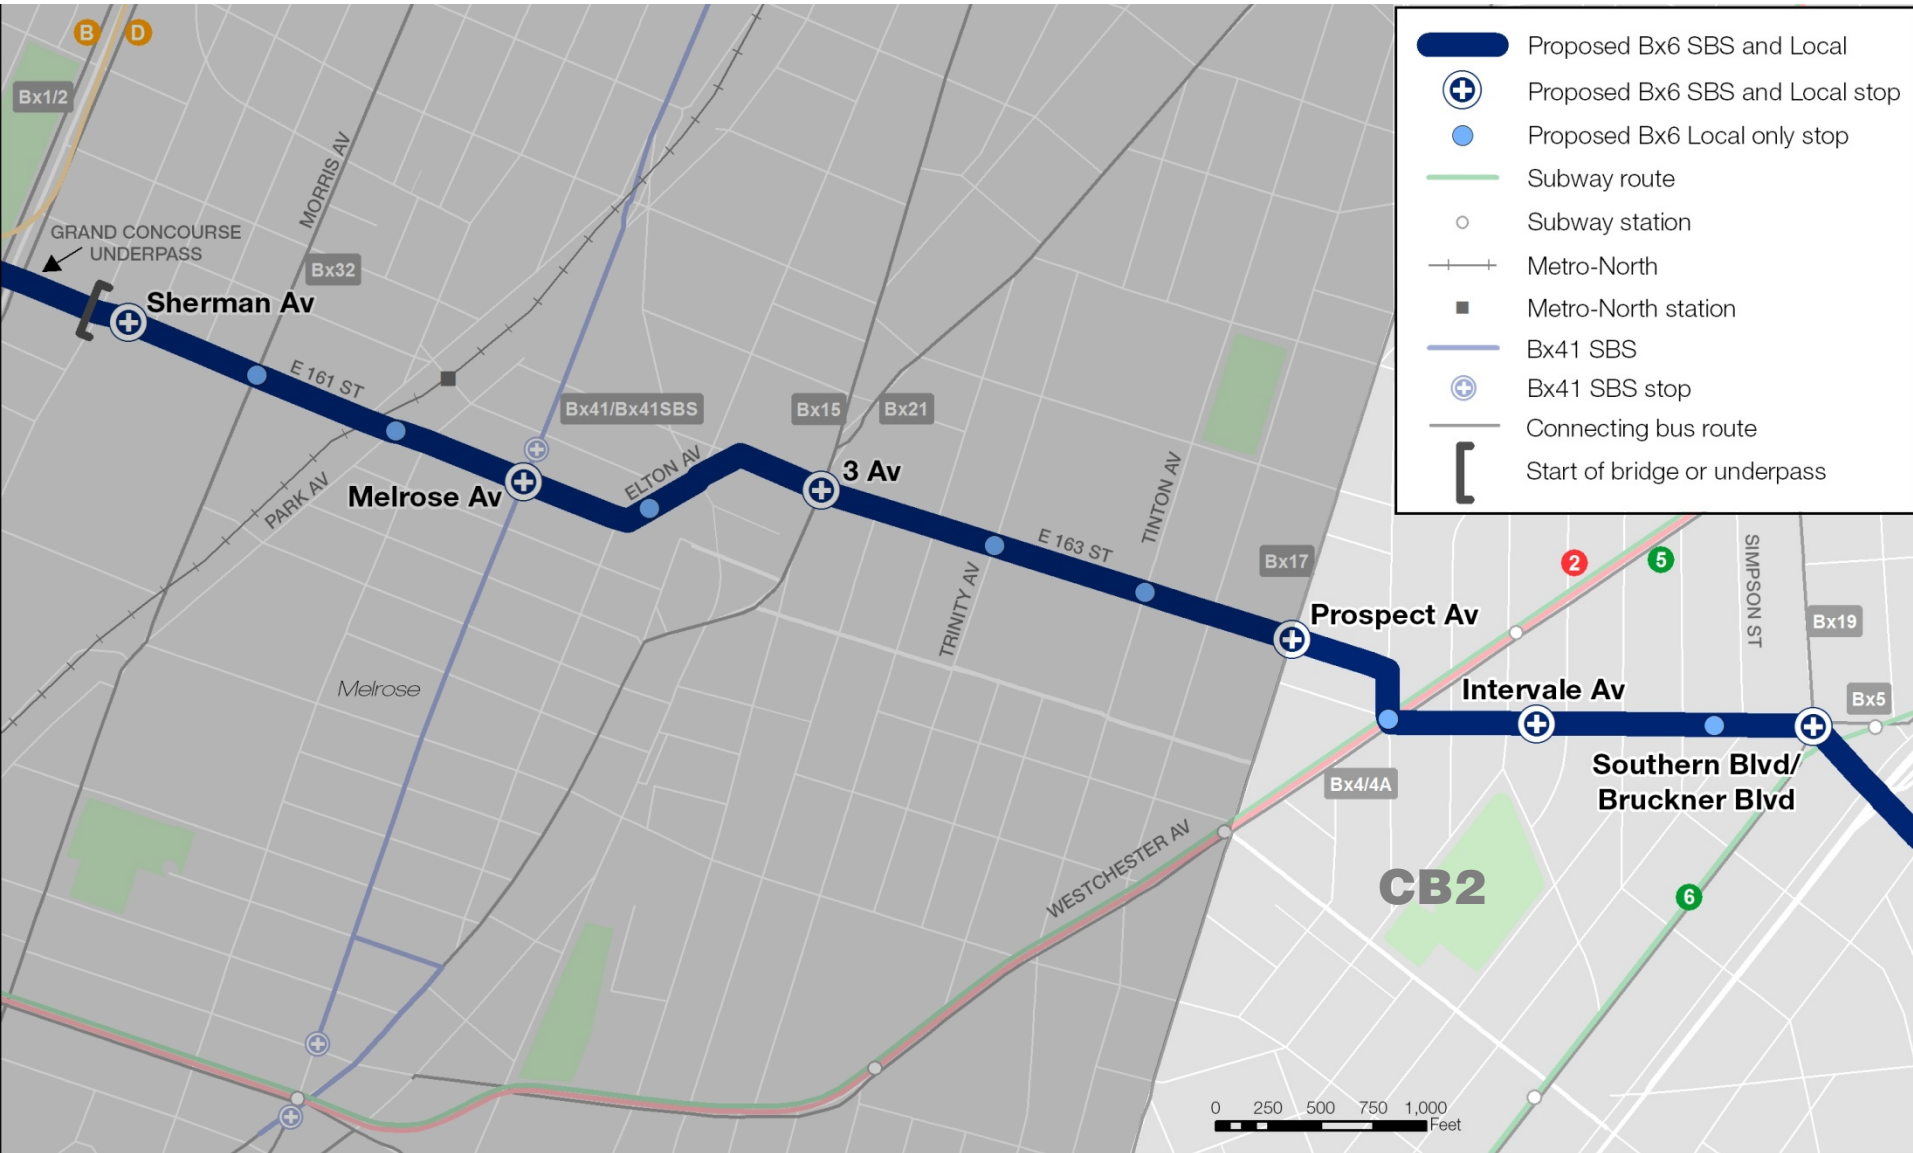 B D
Bx1/2
MORRIS AV
GRAND CONCOURSE
UNDERPASS
Bx32
Sherman Av
E 161 ST
Bx41/Bx41SBS
Bx15
Bx21
ELTON AV
3 Av
PARK AV
Melrose Av
TRINITY AV
E 163 ST
TINTON AV
Bx17
Prospect Av
2
5
SIMPSON ST
Bx19
Melrose
Intervale Av
Bx5
Southern Blvd/
Bruckner Blvd
Bx4/4A
WESTCHESTER AV
CB2
6
0 250 500 750 1,000
Feet
Proposed Bx6 SBS and Local
Proposed Bx6 SBS and Local stop
Proposed Bx6 Local only stop
Subway route
Subway station
Metro-North
Metro-North station
Bx41 SBS
Bx41 SBS stop
Connecting bus route
Start of bridge or underpass